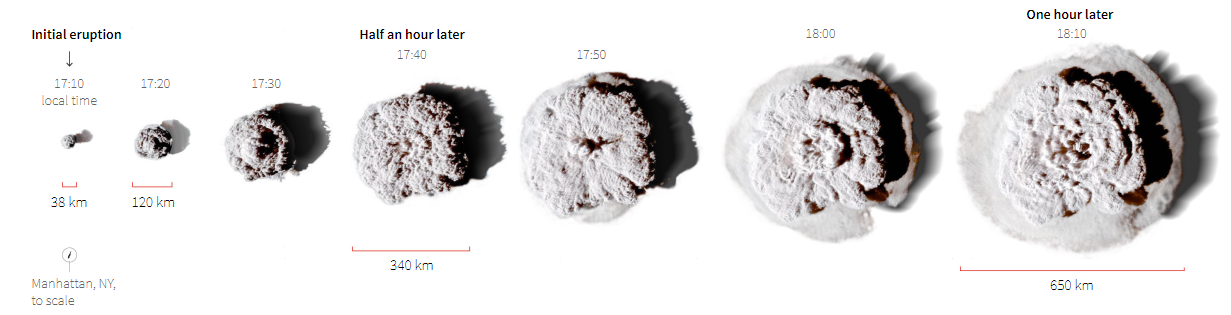 Initial eruption
17:10
local time
38 km
Manhattan, NY,
to scale
17:20
120 km
17:30
Half an hour later
17:40
340 km
17:50
18:00
One hour later
18:10
650 km